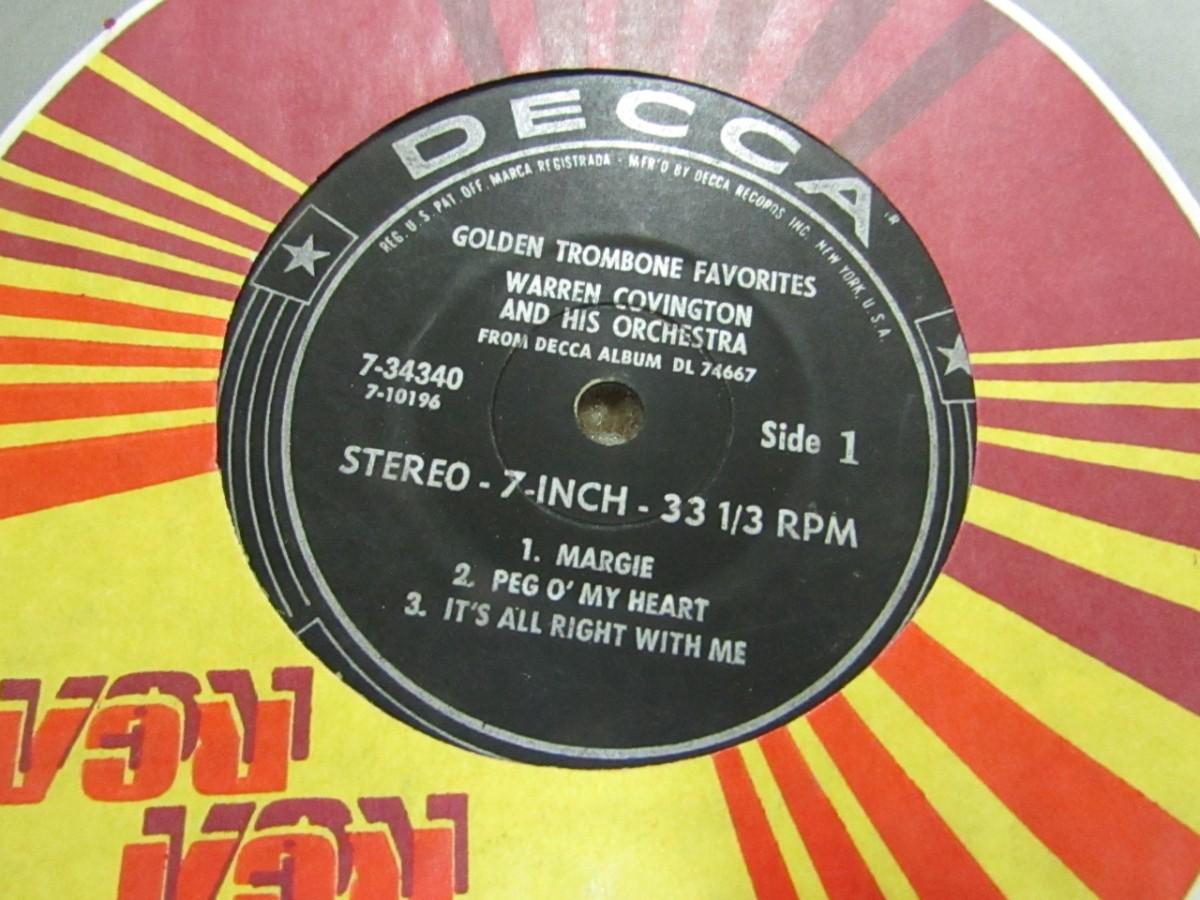 DECCA
REG. U.S. PAT. OFF. MARCA REGISTRADA · MFR'D BY DECCA RECORDS INC. NEW YORK, U.S.A.
GOLDEN TROMBONE FAVORITES
WARREN COVINGTON
AND HIS ORCHESTRA
FROM DECCA ALBUM DL 74667
7-34340
7-10196
Side 1
STEREO - 7-INCH - 33 1/3 RPM
1. MARGIE
2. PEG O' MY HEART
3. IT'S ALL RIGHT WITH ME
RCA
RCA